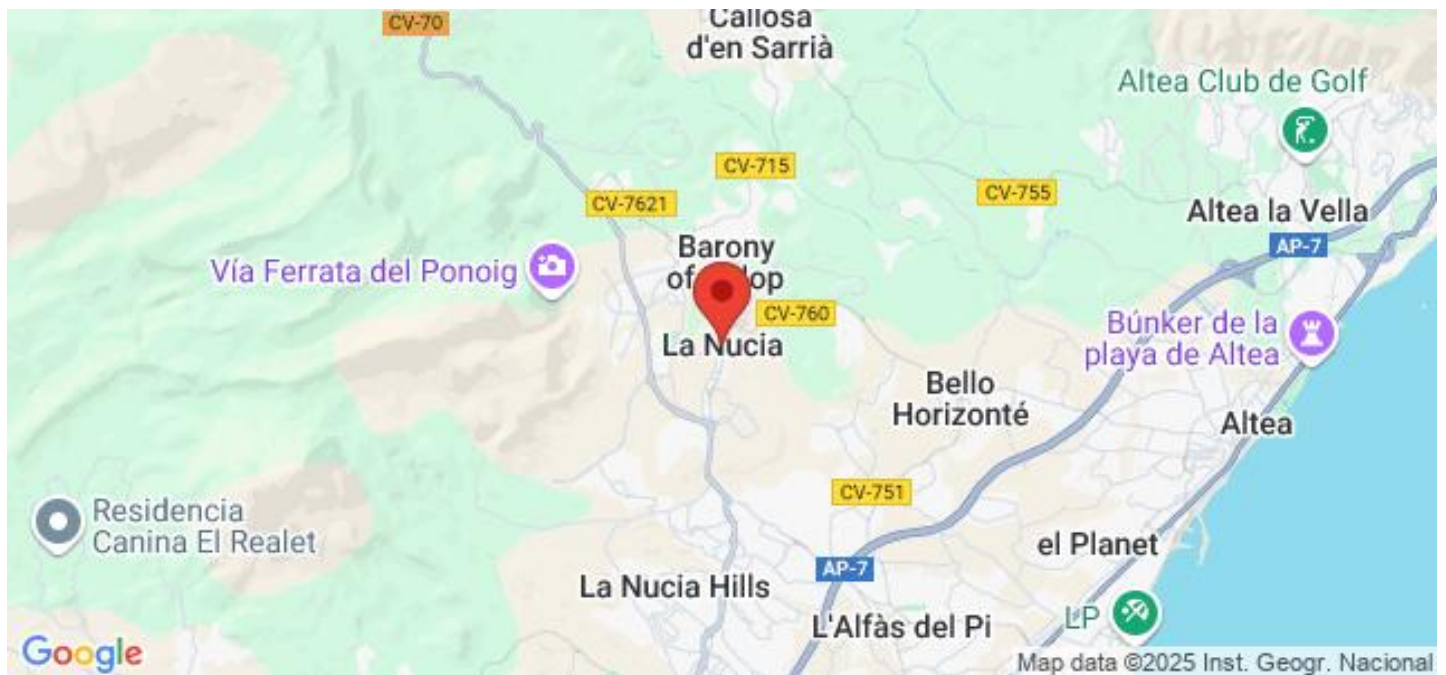 CV-70
Callosa
d'en Sarrià
Altea Club de Golf
CV-715
CV-7621
CV-755
Altea la Vella
AP-7
Barony
Vía Ferrata del Ponoig
CV-760
La Nucia
Búnker de la
playa de Altea
Bello
Horizonté
Altea
CV-751
Residencia
Canina El Realet
el Planet
AP-7
La Nucia Hills
L'Alfàs del Pi
LP
Google
Map data ©2025 Inst. Geogr. Nacional